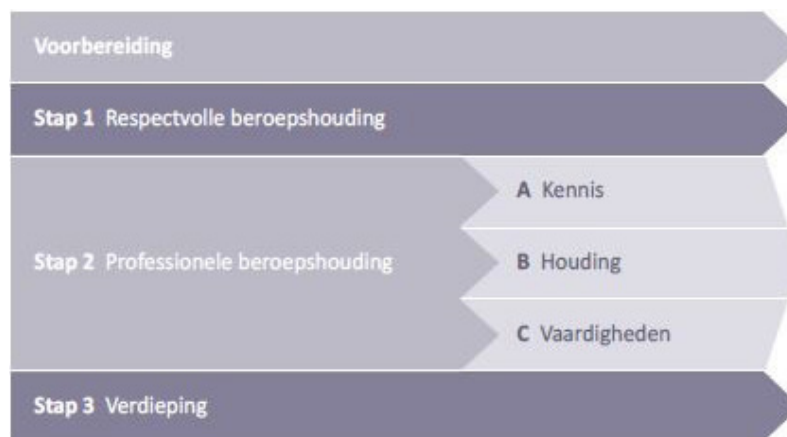 Voorbereiding
Stap 1 Respectvolle beroepshouding
Stap 2 Professionele beroepshouding
A Kennis
B Houding
C Vaardigheden
Stap 3 Verdieping